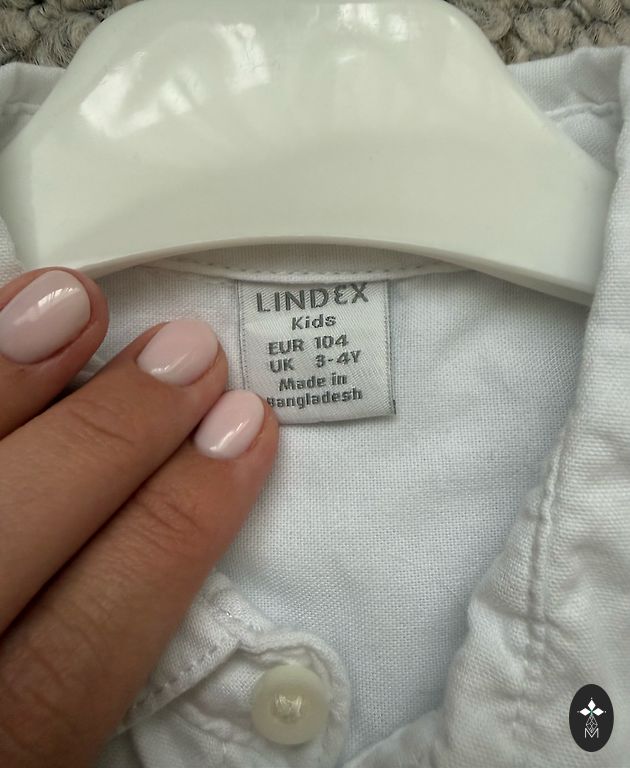 LINDEX
Kids
EUR 104
UK 3-4Y
Made in
Bangladesh
M